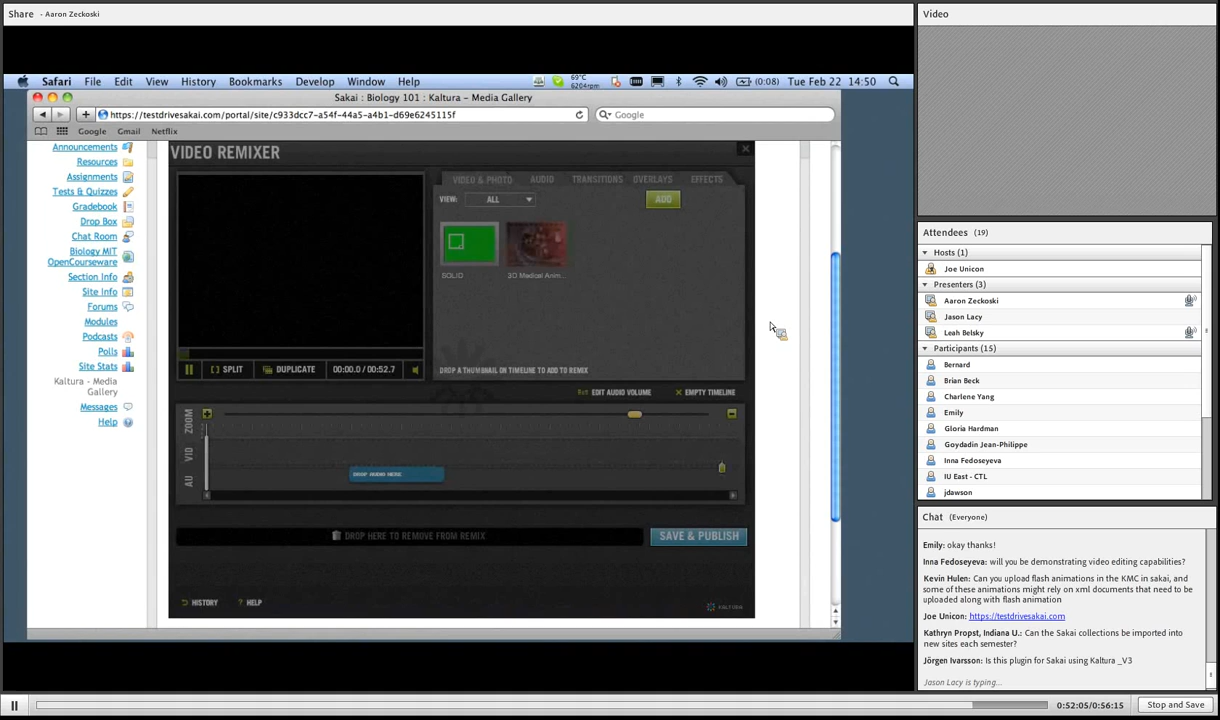 Share - Aaron Zeckoski
Safari File Edit View History Bookmarks Develop Window Help 69°C 6204rpm (0:08) Tue Feb 22 14:50
Sakai : Biology 101 : Kaltura – Media Gallery
https://testdrivesakai.com/portal/site/c933dcc7-a54f-44a5-a4b1-d69e6245115f
Google
Google Gmail Netflix
Announcements
Resources
Assignments
Tests & Quizzes
Gradebook
Drop Box
Chat Room
Biology MIT
OpenCourseware
Section Info
Site Info
Forums
Modules
Podcasts
Polls
Site Stats
Kaltura - Media
Gallery
Messages
Help
VIDEO REMIXER
VIDEO & PHOTO AUDIO TRANSITIONS OVERLAYS EFFECTS
VIEW: ALL ADD
SOLID 3D Medical Anim...
SPLIT DUPLICATE 00:00.0 / 00:52.7
DROP A THUMBNAIL ON TIMELINE TO ADD TO REMIX
EDIT AUDIO VOLUME EMPTY TIMELINE
ZOOM
VID
AU
DROP AUDIO HERE
DROP HERE TO REMOVE FROM REMIX
SAVE & PUBLISH
HISTORY HELP
KALTURA
Video
Attendees (19)
Hosts (1)
Joe Unicon
Presenters (3)
Aaron Zeckoski
Jason Lacy
Leah Belsky
Participants (15)
Bernard
Brian Beck
Charlene Yang
Emily
Gloria Hardman
Goydadin Jean-Philippe
Inna Fedoseyeva
IU East - CTL
jdawson
Chat (Everyone)
Emily: okay thanks!
Inna Fedoseyeva: will you be demonstrating video editing capabilities?
Kevin Hulen: Can you upload flash animations in the KMC in sakai, and
some of these animations might rely on xml documents that need to be
uploaded along with flash animation
Joe Unicon: https://testdrivesakai.com
Kathryn Propst, Indiana U.: Can the Sakai collections be imported into
new sites each semester?
Jörgen Ivarsson: Is this plugin for Sakai using Kaltura _V3
Jason Lacy is typing...
0:52:05/0:56:15 Stop and Save